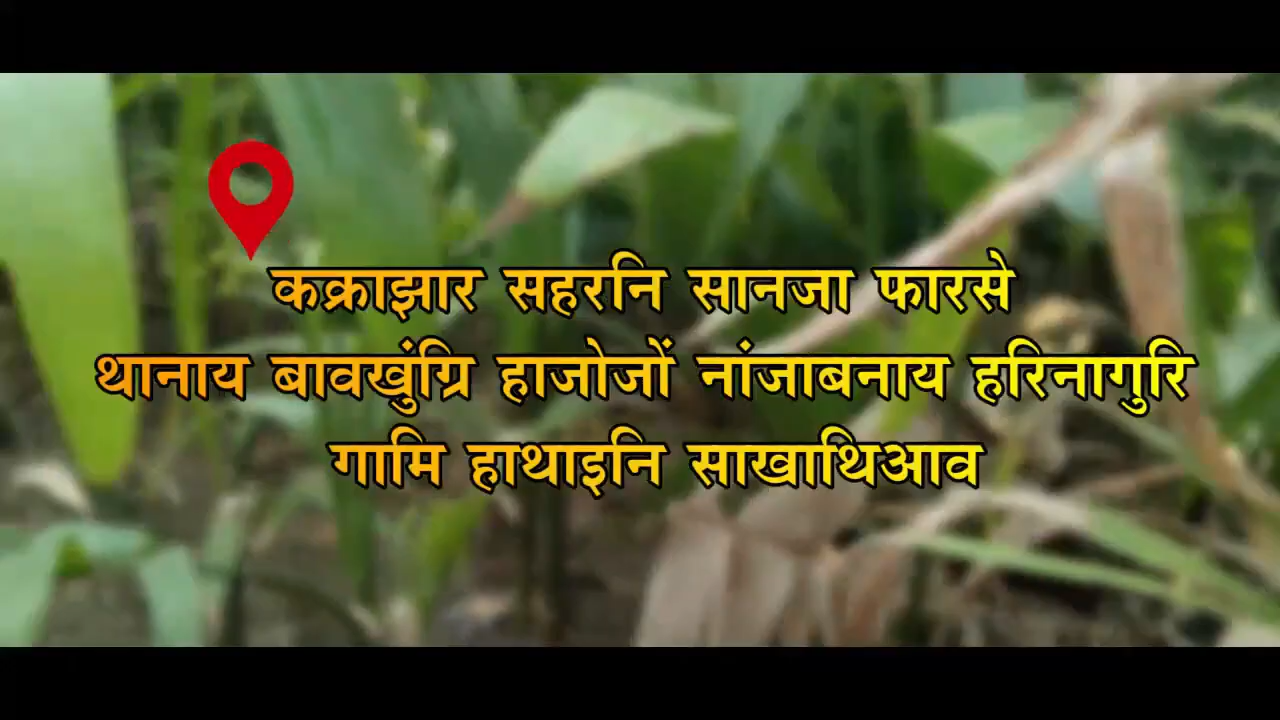 कक्राझार सहरनि सानजा फारसे
थानाय बावखुंग्रि हाजोजों नांजाबनाय हरिनागुरि
गामि हाथाइनि साखाथिआव